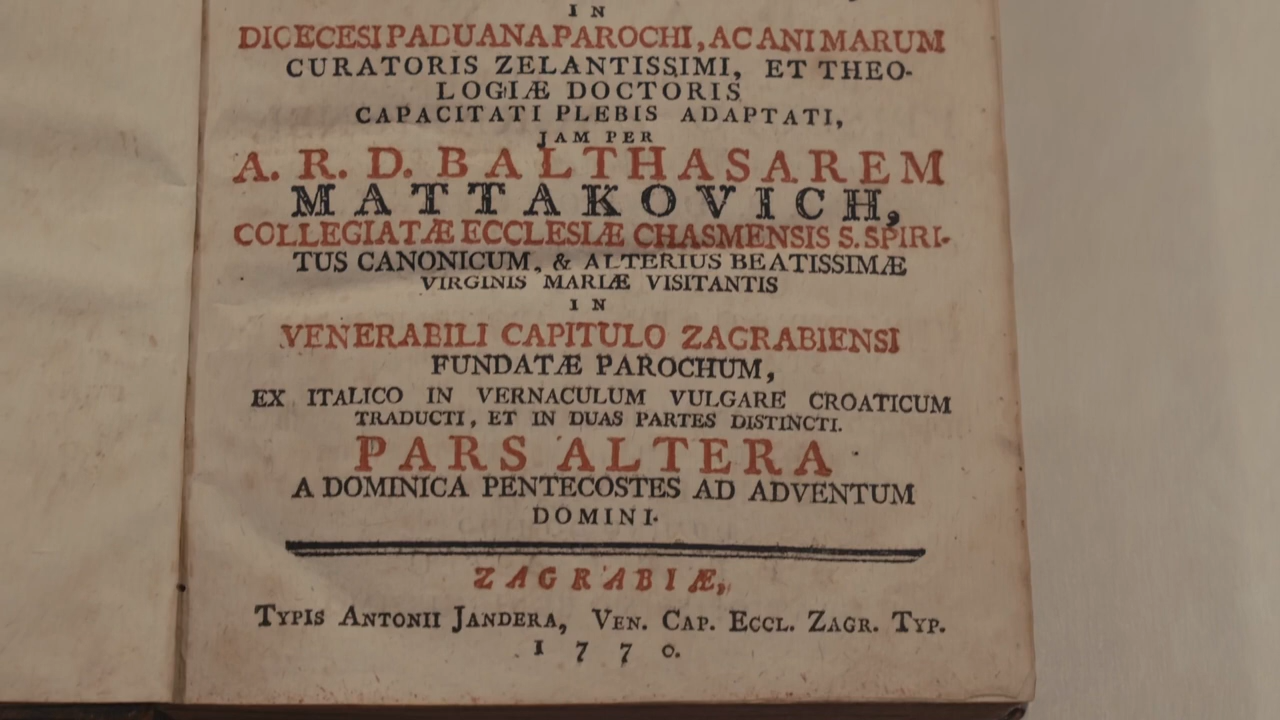 IN
DIOECESI PADUANA PAROCHI, AC ANIMARUM
CURATORIS ZELANTISSIMI, ET THEO-
LOGIÆ DOCTORIS
CAPACITATI PLEBIS ADAPTATI,
JAM PER
A. R. D. BALTHASAREM
MATTAKOVICH,
COLLEGIATÆ ECCLESIÆ CHASMENSIS S. SPIRI-
TUS CANONICUM, & ALTERIUS BEATISSIMÆ
VIRGINIS MARIÆ VISITANTIS
IN
VENERABILI CAPITULO ZAGRABIENSI
FUNDATÆ PAROCHUM,
EX ITALICO IN VERNACULUM VULGARE CROATICUM
TRADUCTI, ET IN DUAS PARTES DISTINCTI.
PARS ALTERA
A DOMINICA PENTECOSTES AD ADVENTUM
DOMINI.
ZAGRABIÆ,
TYPIS ANTONII JANDERA, VEN. CAP. ECCL. ZAGR. TYP.
1770.